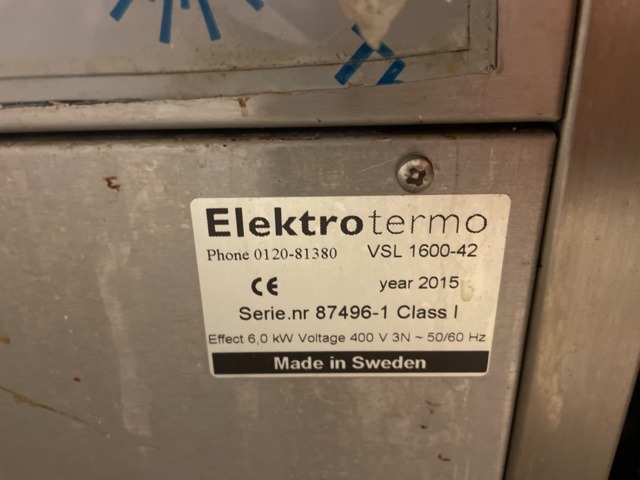 Elektrotermo
Phone 0120-81380 VSL 1600-42
CE year 2015
Serie.nr 87496-1 Class I
Effect 6,0 kW Voltage 400 V 3N ~ 50/60 Hz
Made in Sweden